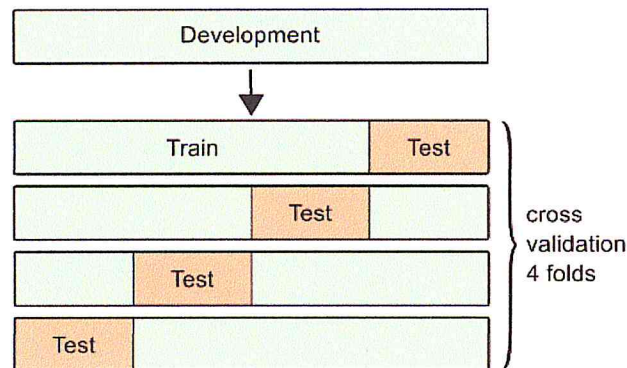 Development
Train
Test
Test
Test
Test
cross
validation
4 folds